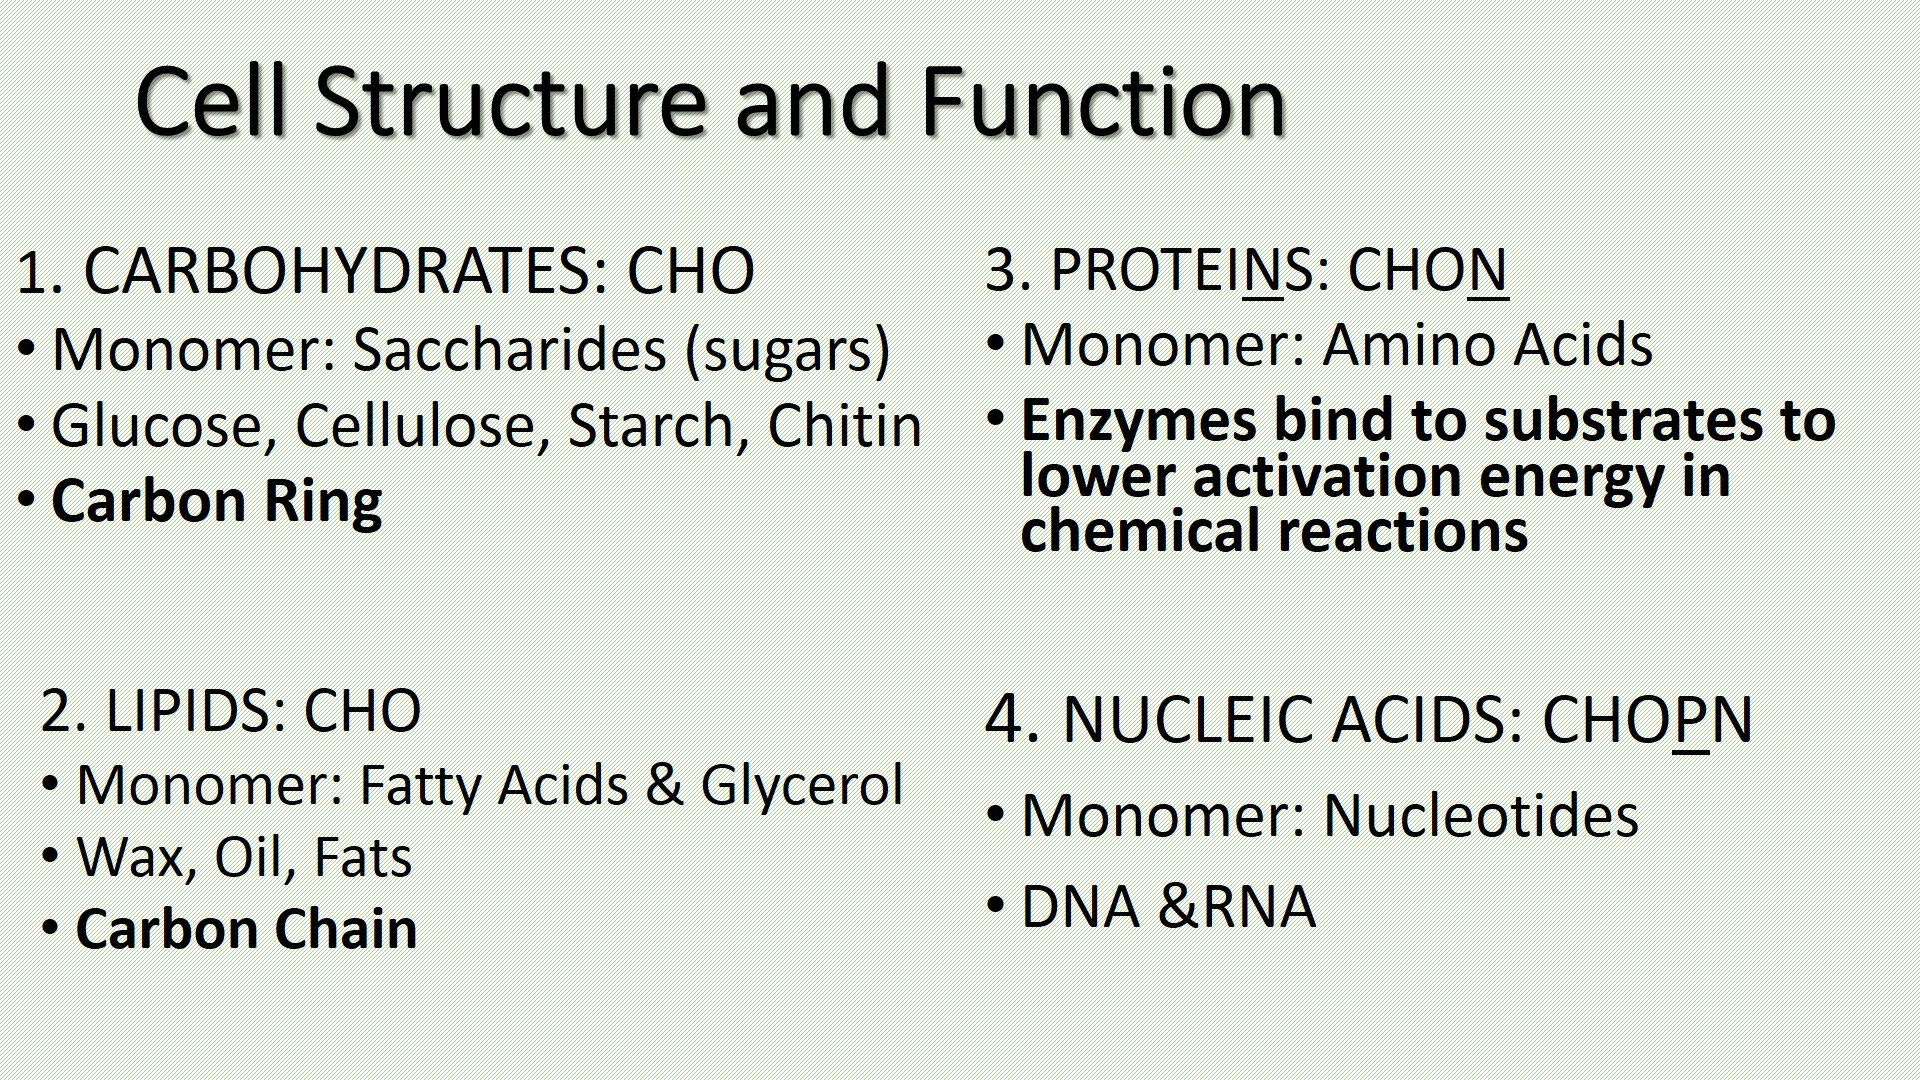 Cell Structure and Function
1. CARBOHYDRATES: CHO
• Monomer: Saccharides (sugars)
• Glucose, Cellulose, Starch, Chitin
• Carbon Ring
2. LIPIDS: CHO
• Monomer: Fatty Acids & Glycerol
• Wax, Oil, Fats
• Carbon Chain
3. PROTEINS: CHON
• Monomer: Amino Acids
• Enzymes bind to substrates to
lower activation energy in
chemical reactions
4. NUCLEIC ACIDS: CHOPN
• Monomer: Nucleotides
• DNA &RNA